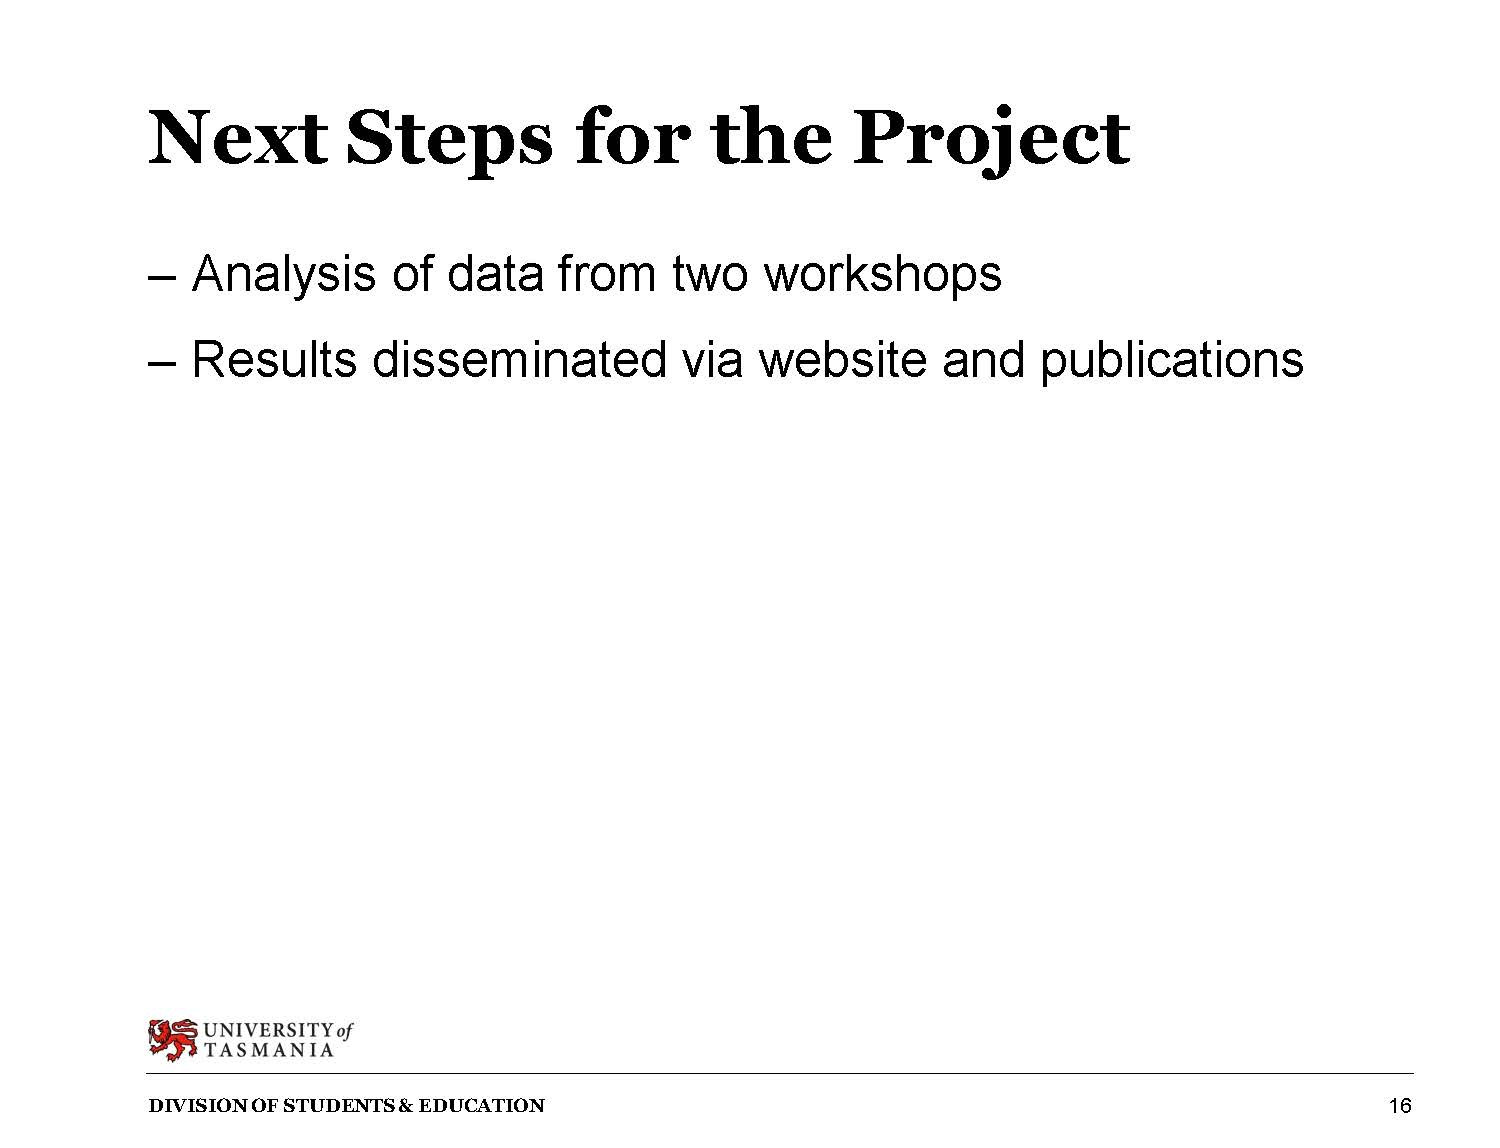 Next Steps for the Project
– Analysis of data from two workshops
– Results disseminated via website and publications
UNIVERSITY of
TASMANIA
DIVISION OF STUDENTS & EDUCATION
16